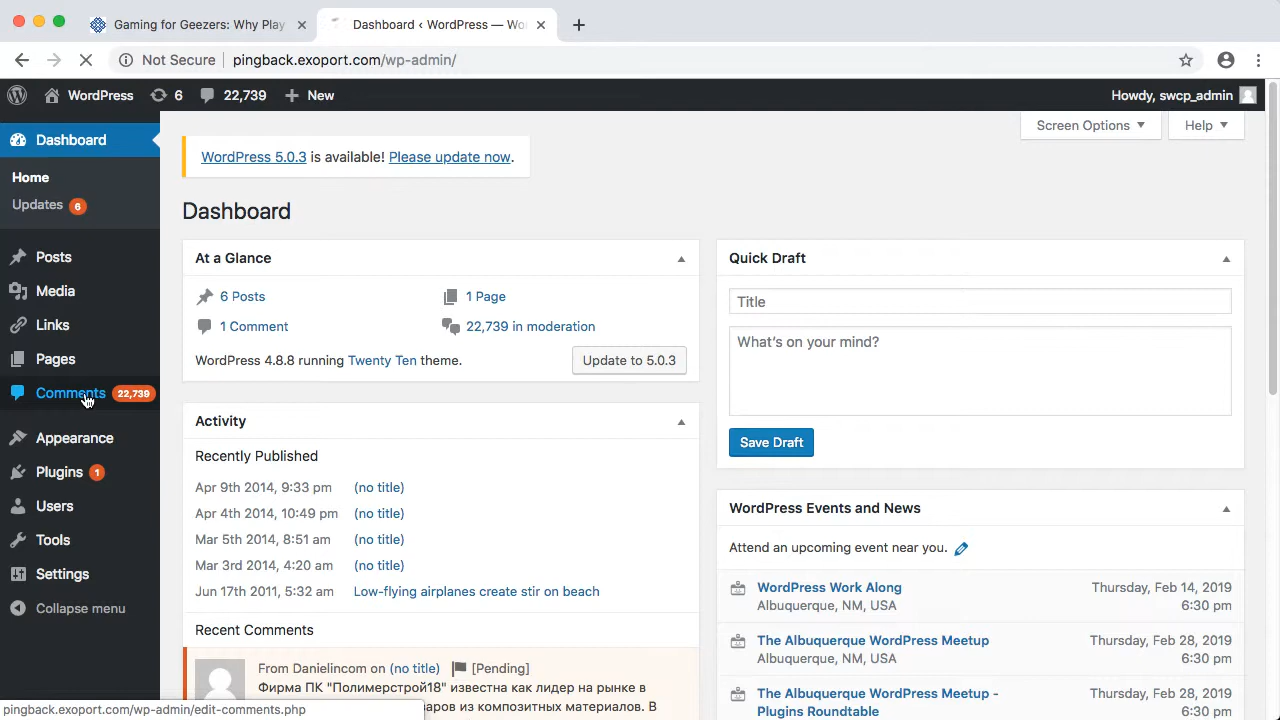 Gaming for Geezers: Why Play
Dashboard ‹ WordPress — Wo
Not Secure pingback.exoport.com/wp-admin/
WordPress 6 22,739 New Howdy, swcp_admin
Dashboard
Home
Updates 6
Posts
Media
Links
Pages
Comments 22,739
Appearance
Plugins 1
Users
Tools
Settings
Collapse menu
Screen Options Help
WordPress 5.0.3 is available! Please update now.
Dashboard
At a Glance
6 Posts 1 Page
1 Comment 22,739 in moderation
WordPress 4.8.8 running Twenty Ten theme. Update to 5.0.3
Activity
Recently Published
Apr 9th 2014, 9:33 pm (no title)
Apr 4th 2014, 10:49 pm (no title)
Mar 5th 2014, 8:51 am (no title)
Mar 3rd 2014, 4:20 am (no title)
Jun 17th 2011, 5:32 am Low-flying airplanes create stir on beach
Recent Comments
From Danielincom on (no title) [Pending]
Фирма ПК "Полимерстрой18" известна как лидер на рынке в
аров из композитных материалов. В
Quick Draft
Title
What's on your mind?
Save Draft
WordPress Events and News
Attend an upcoming event near you.
WordPress Work Along Thursday, Feb 14, 2019
Albuquerque, NM, USA 6:30 pm
The Albuquerque WordPress Meetup Thursday, Feb 28, 2019
Albuquerque, NM, USA 6:30 pm
The Albuquerque WordPress Meetup - Thursday, Feb 28, 2019
Plugins Roundtable 6:30 pm
pingback.exoport.com/wp-admin/edit-comments.php